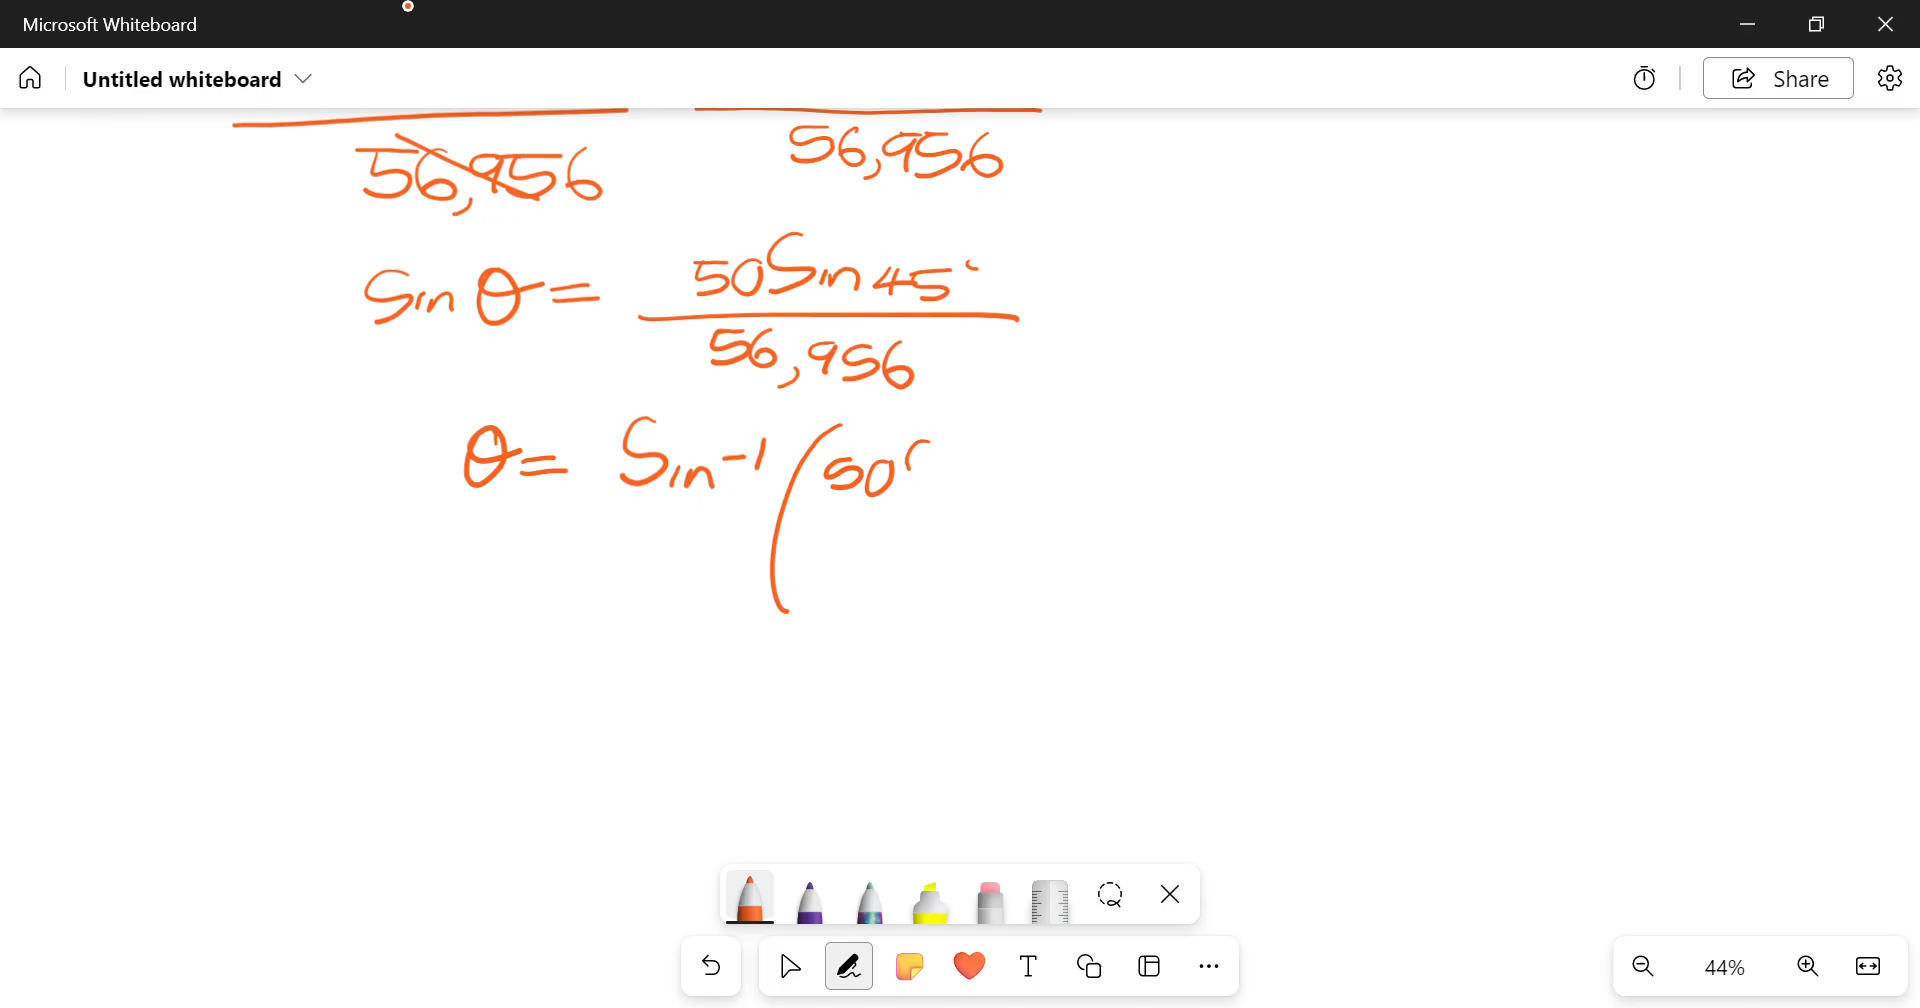 Microsoft Whiteboard
Untitled whiteboard
Share
56,956
56,956
Sin θ = 50 Sin 45°
56,956
θ = Sin⁻¹ (50
T
44%